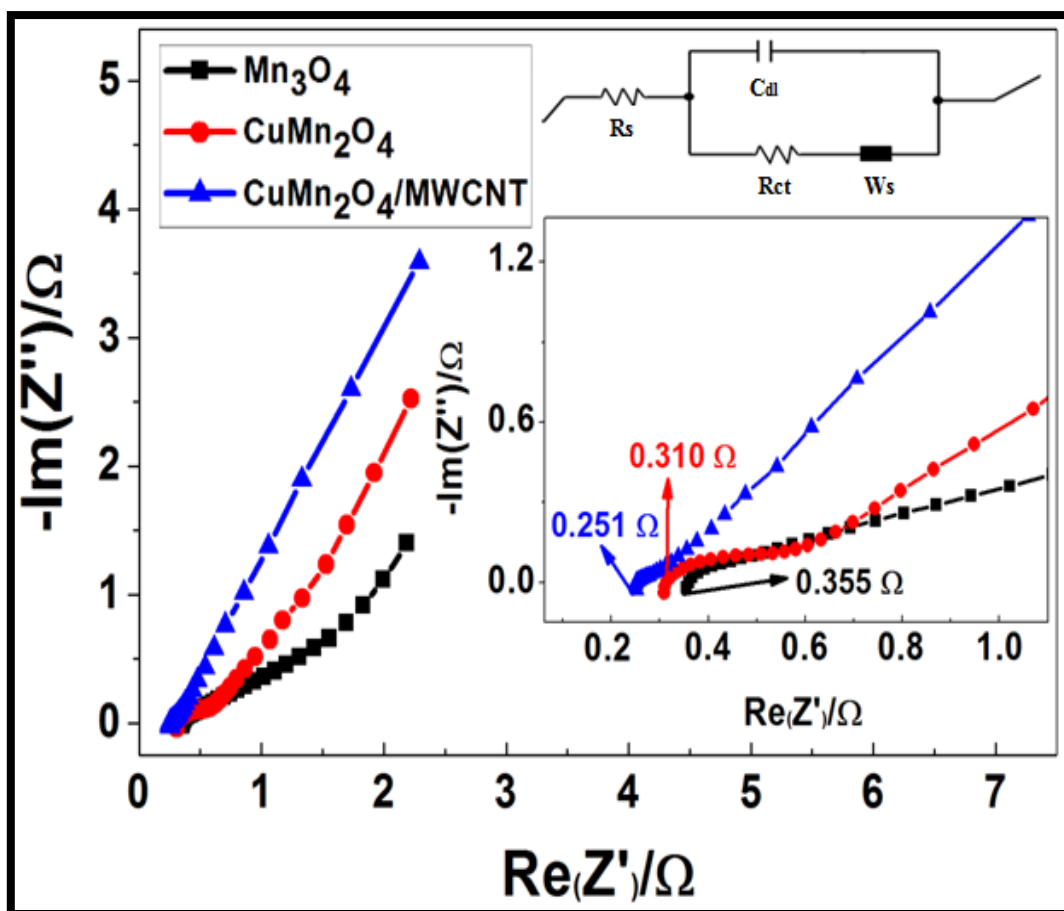 Mn3O4
CuMn2O4
CuMn2O4/MWCNT
Cdl
Rs
Rct
Ws
-Im(Z'')/Ω
5
4
3
2
1
0
0 1 2 3 4 5 6 7
Re(Z')/Ω
-Im(Z'')/Ω
1.2
0.6
0.0
0.310 Ω
0.251 Ω
0.355 Ω
0.2 0.4 0.6 0.8 1.0
Re(Z')/Ω